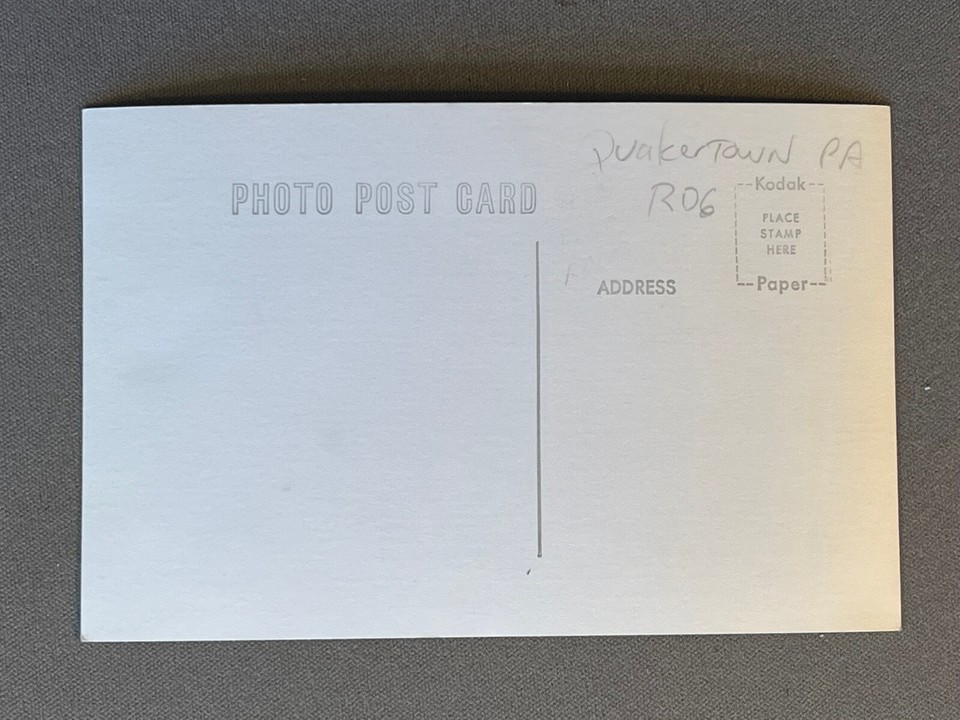 QuakerTown PA
PHOTO POST CARD
R06
--Kodak--
PLACE
STAMP
HERE
--Paper--
ADDRESS